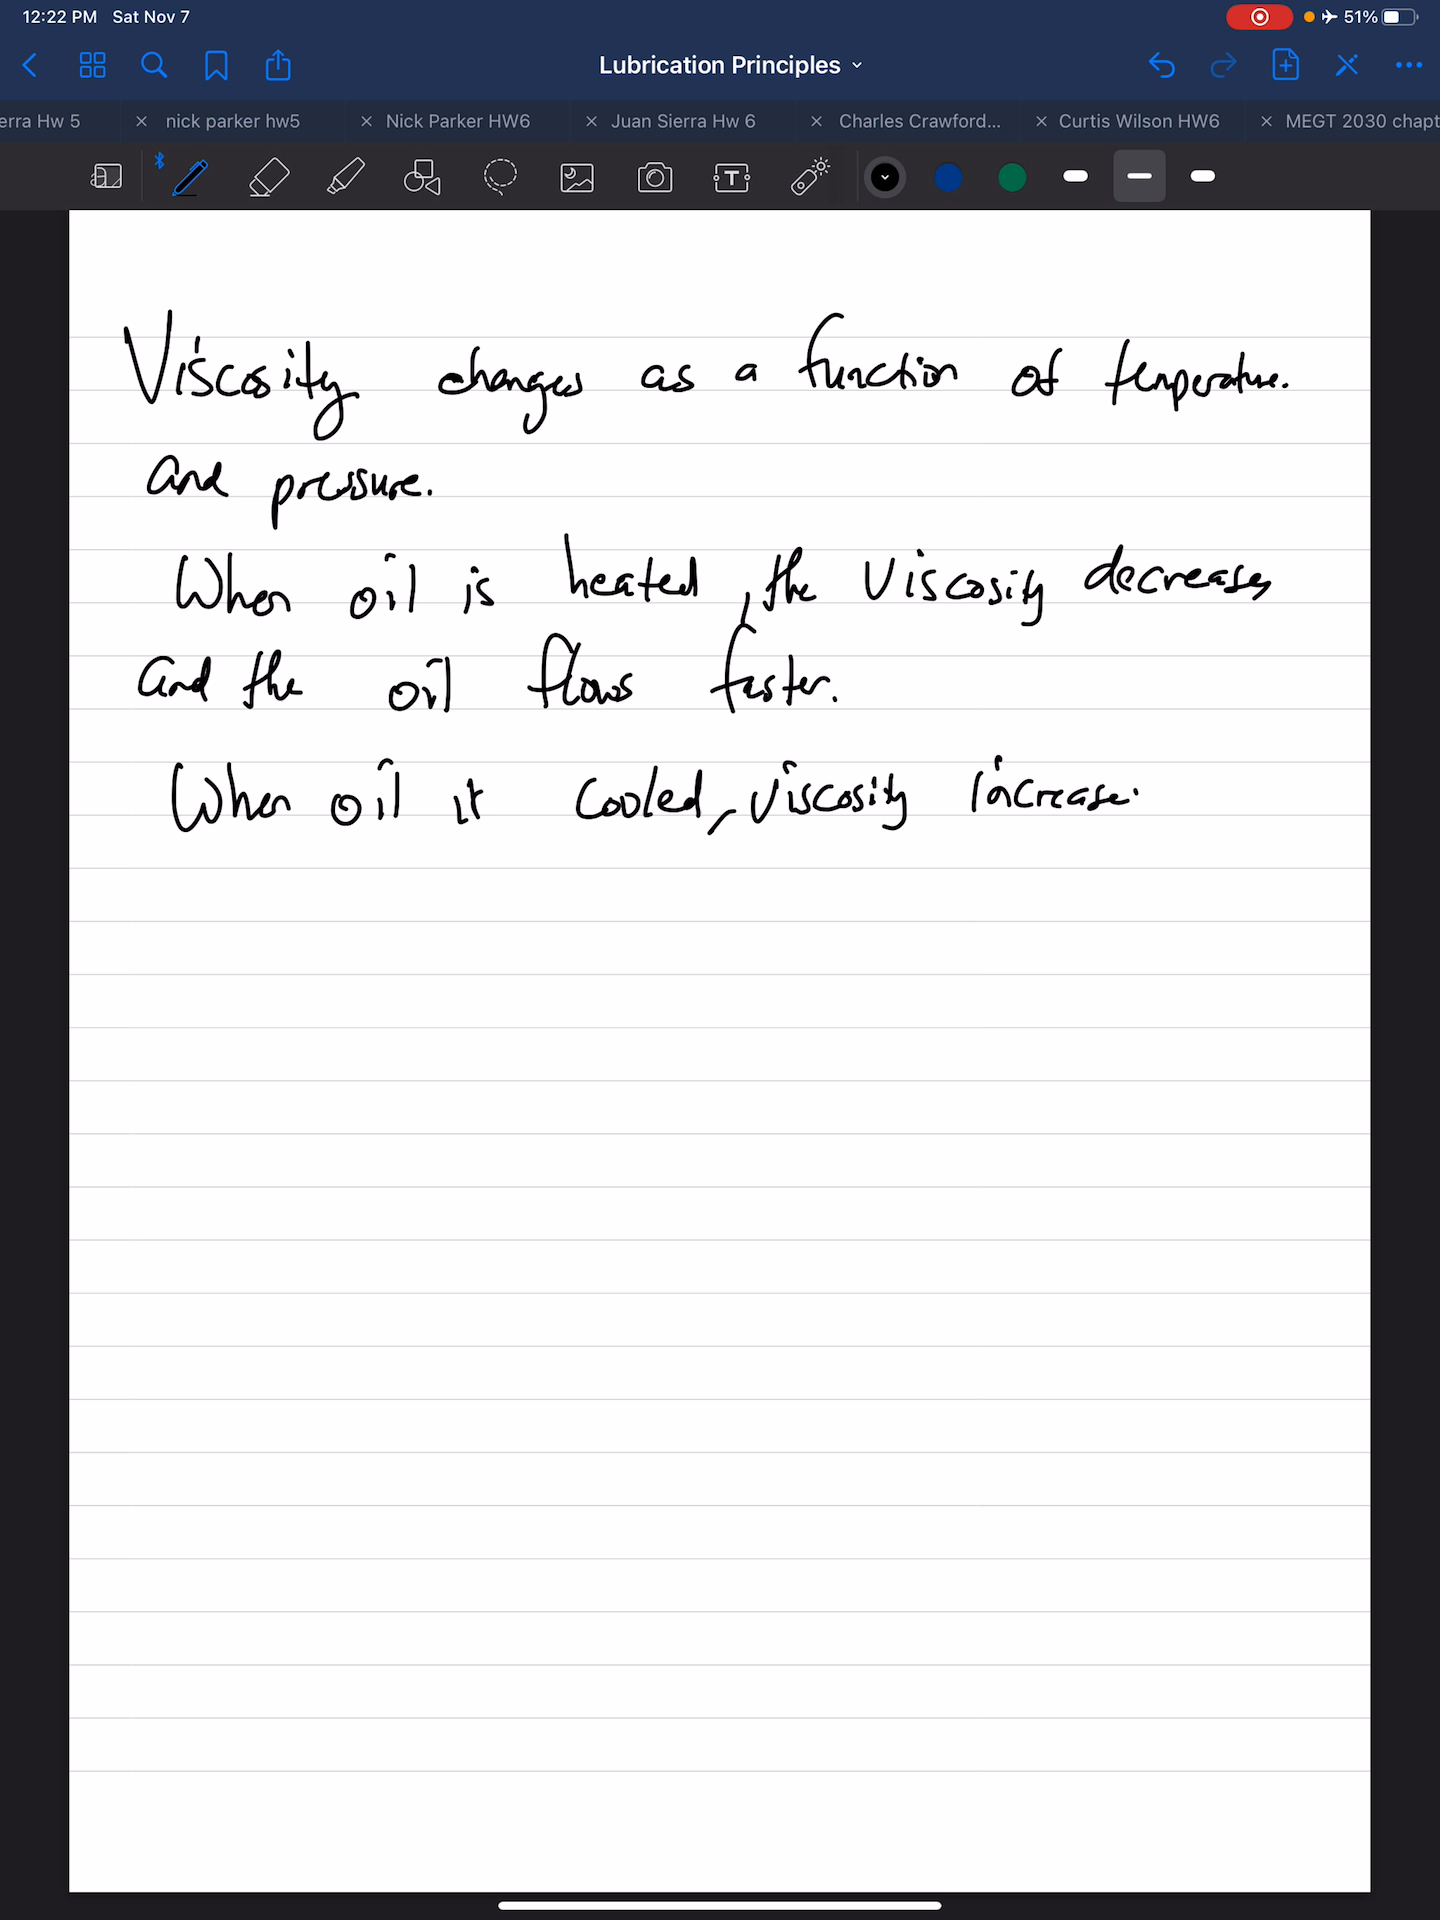 12:22 PM Sat Nov 7
51%
Lubrication Principles
erra Hw 5
nick parker hw5
Nick Parker HW6
Juan Sierra Hw 6
Charles Crawford...
Curtis Wilson HW6
MEGT 2030 chapt
T
Viscosity changes as a function of temperature.
and pressure.
When oil is heated, the viscosity decreases
and the oil flows faster.
When oil it cooled, viscosity increase.